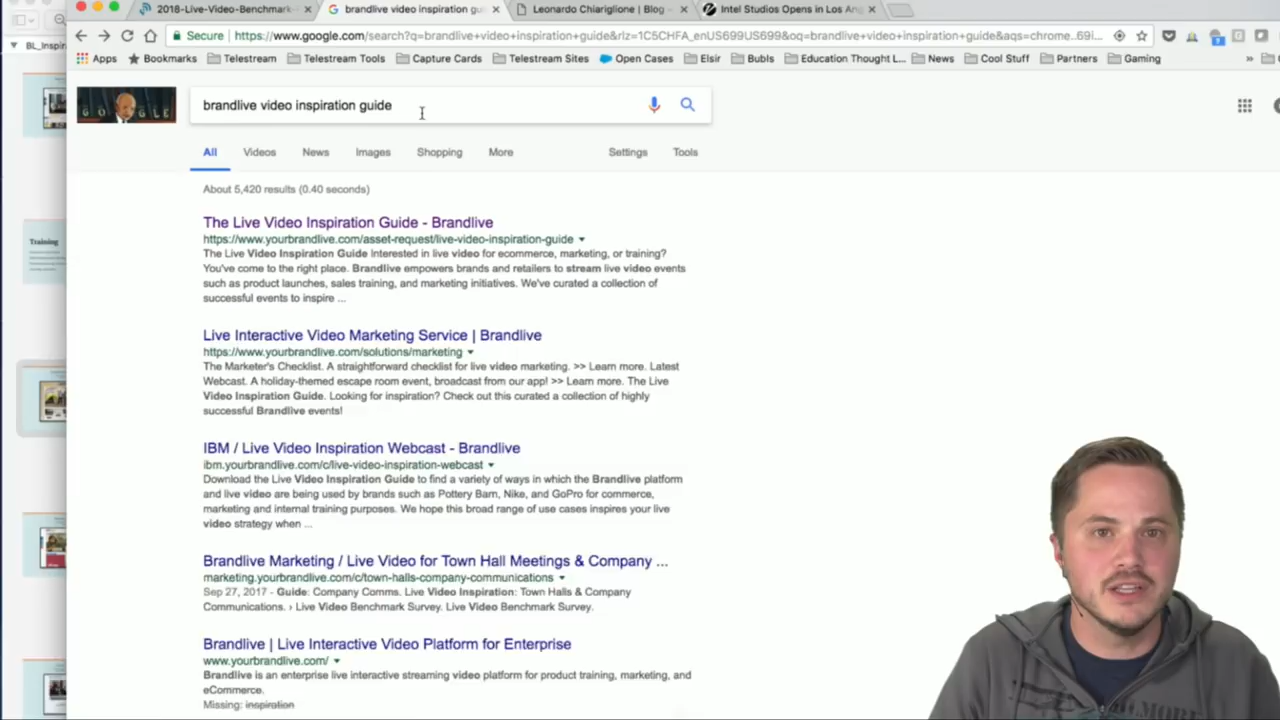 2018-Live-Video-Benchmark-
brandlive video inspiration gu
Leonardo Chiariglione | Blog –
Intel Studios Opens in Los An
BL_Inspir
Secure
https://www.google.com/search?q=brandlive+video+inspiration+guide&rlz=1C5CHFA_enUS699US699&oq=brandlive+video+inspiration+guide&aqs=chrome..69i...
Apps
Bookmarks
Telestream
Telestream Tools
Capture Cards
Telestream Sites
Open Cases
Elsir
Bubls
Education Thought L...
News
Cool Stuff
Partners
Gaming
»
GOOGLE
brandlive video inspiration guide
All
Videos
News
Images
Shopping
More
Settings
Tools
About 5,420 results (0.40 seconds)
The Live Video Inspiration Guide - Brandlive
https://www.yourbrandlive.com/asset-request/live-video-inspiration-guide
The Live Video Inspiration Guide Interested in live video for ecommerce, marketing, or training?
You've come to the right place. Brandlive empowers brands and retailers to stream live video events
such as product launches, sales training, and marketing initiatives. We've curated a collection of
successful events to inspire ...
Live Interactive Video Marketing Service | Brandlive
https://www.yourbrandlive.com/solutions/marketing
The Marketer's Checklist. A straightforward checklist for live video marketing. >> Learn more. Latest
Webcast. A holiday-themed escape room event, broadcast from our app! >> Learn more. The Live
Video Inspiration Guide. Looking for inspiration? Check out this curated a collection of highly
successful Brandlive events!
IBM / Live Video Inspiration Webcast - Brandlive
ibm.yourbrandlive.com/c/live-video-inspiration-webcast
Download the Live Video Inspiration Guide to find a variety of ways in which the Brandlive platform
and live video are being used by brands such as Pottery Barn, Nike, and GoPro for commerce,
marketing and internal training purposes. We hope this broad range of use cases inspires your live
video strategy when ...
Brandlive Marketing / Live Video for Town Hall Meetings & Company ...
marketing.yourbrandlive.com/c/town-halls-company-communications
Sep 27, 2017 - Guide: Company Comms. Live Video Inspiration: Town Halls & Company
Communications. › Live Video Benchmark Survey. Live Video Benchmark Survey.
Brandlive | Live Interactive Video Platform for Enterprise
www.yourbrandlive.com/
Brandlive is an enterprise live interactive streaming video platform for product training, marketing, and
eCommerce.
Missing: inspiration
Training